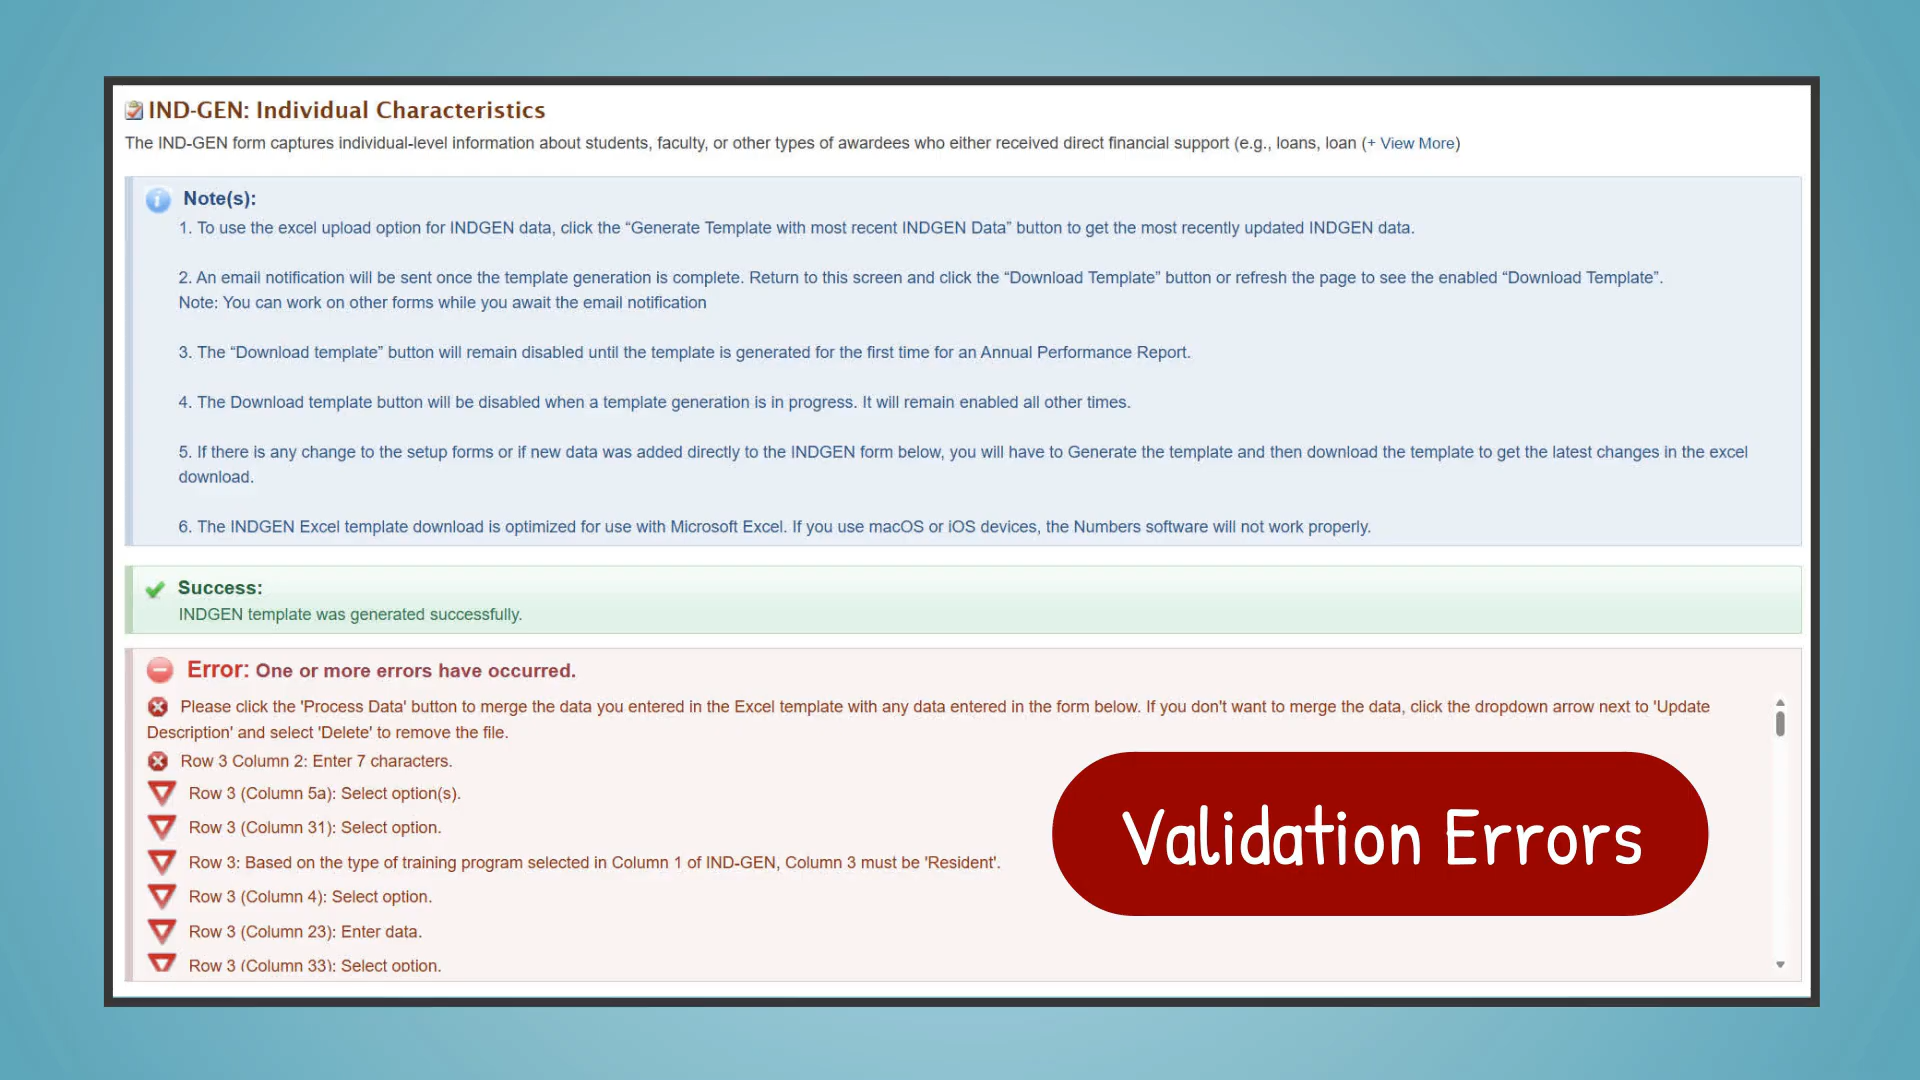 IND-GEN: Individual Characteristics
The IND-GEN form captures individual-level information about students, faculty, or other types of awardees who either received direct financial support (e.g., loans, loan (+ View More)
Note(s):
1. To use the excel upload option for INDGEN data, click the “Generate Template with most recent INDGEN Data” button to get the most recently updated INDGEN data.
2. An email notification will be sent once the template generation is complete. Return to this screen and click the “Download Template” button or refresh the page to see the enabled “Download Template”.
Note: You can work on other forms while you await the email notification
3. The “Download template” button will remain disabled until the template is generated for the first time for an Annual Performance Report.
4. The Download template button will be disabled when a template generation is in progress. It will remain enabled all other times.
5. If there is any change to the setup forms or if new data was added directly to the INDGEN form below, you will have to Generate the template and then download the template to get the latest changes in the excel
download.
6. The INDGEN Excel template download is optimized for use with Microsoft Excel. If you use macOS or iOS devices, the Numbers software will not work properly.
Success:
INDGEN template was generated successfully.
Error: One or more errors have occurred.
Please click the 'Process Data' button to merge the data you entered in the Excel template with any data entered in the form below. If you don't want to merge the data, click the dropdown arrow next to 'Update
Description' and select 'Delete' to remove the file.
Row 3 Column 2: Enter 7 characters.
Row 3 (Column 5a): Select option(s).
Row 3 (Column 31): Select option.
Row 3: Based on the type of training program selected in Column 1 of IND-GEN, Column 3 must be 'Resident'.
Row 3 (Column 4): Select option.
Row 3 (Column 23): Enter data.
Row 3 (Column 33): Select option.
Validation Errors